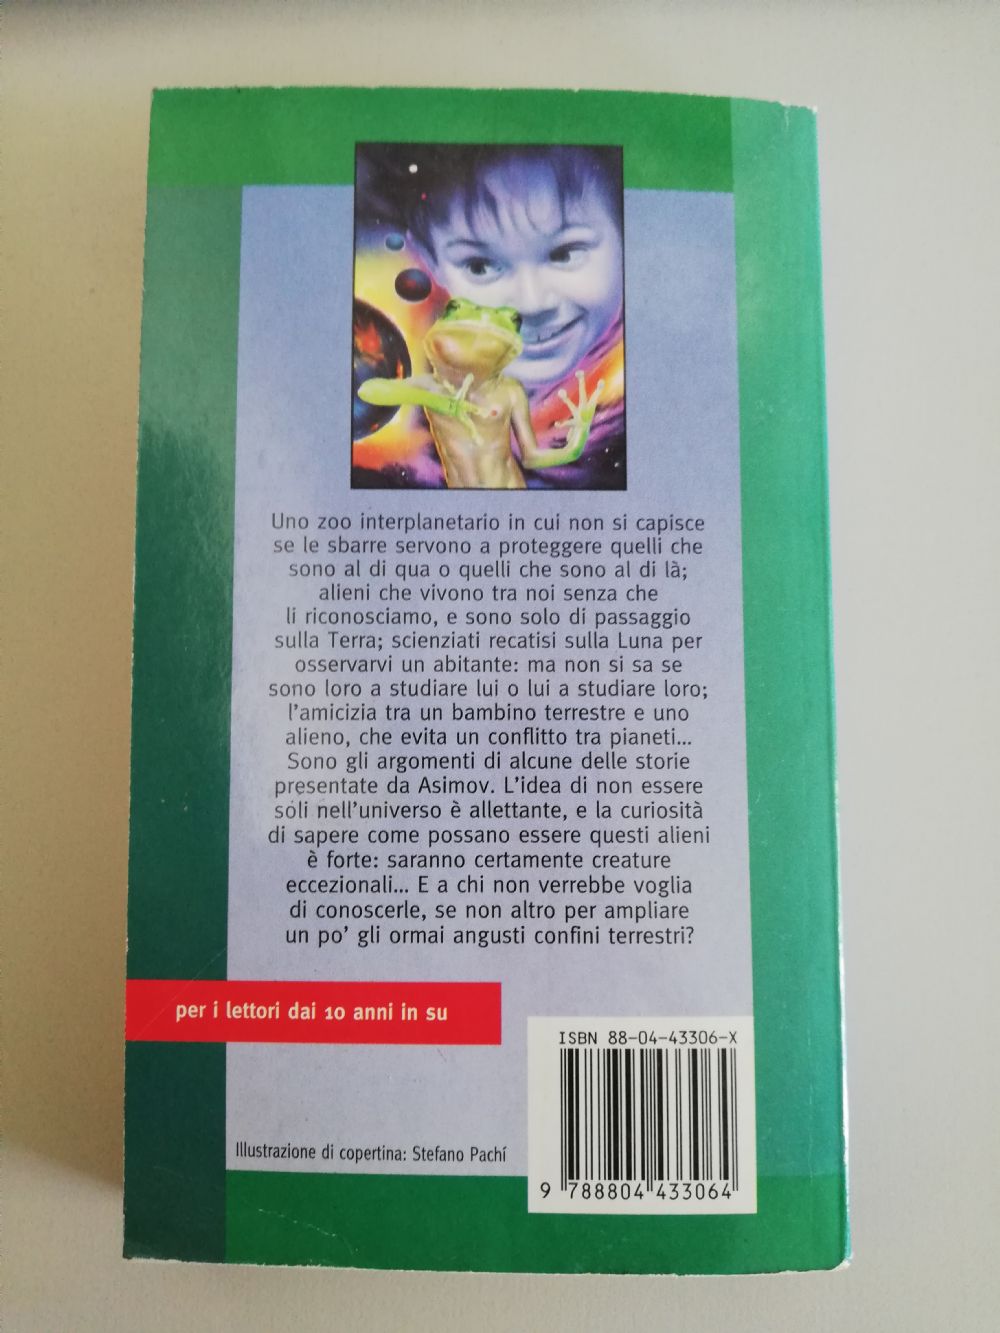 Uno zoo interplanetario in cui non si capisce
se le sbarre servono a proteggere quelli che
sono al di qua o quelli che sono al di là;
alieni che vivono tra noi senza che
li riconosciamo, e sono solo di passaggio
sulla Terra; scienziati recatisi sulla Luna per
osservarvi un abitante: ma non si sa se
sono loro a studiare lui o lui a studiare loro;
l'amicizia tra un bambino terrestre e uno
alieno, che evita un conflitto tra pianeti...
Sono gli argomenti di alcune delle storie
presentate da Asimov. L'idea di non essere
soli nell'universo è allettante, e la curiosità
di sapere come possano essere questi alieni
è forte: saranno certamente creature
eccezionali... E a chi non verrebbe voglia
di conoscerle, se non altro per ampliare
un po' gli ormai angusti confini terrestri?
per i lettori dai 10 anni in su
ISBN 88-04-43306-X
9 788804 433064
Illustrazione di copertina: Stefano Pachí